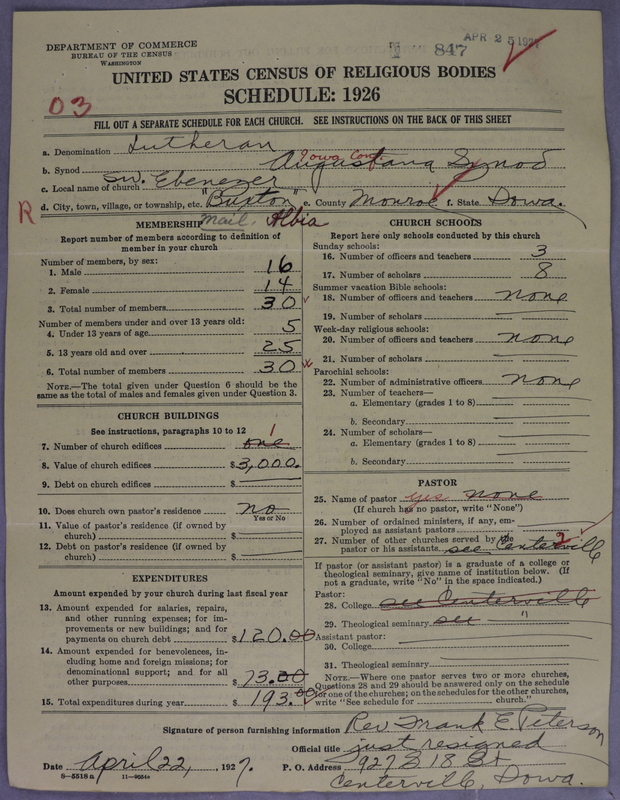 DEPARTMENT OF COMMERCE
BUREAU OF THE CENSUS
WASHINGTON
T 847
APR 25 1927
UNITED STATES CENSUS OF RELIGIOUS BODIES
SCHEDULE: 1926
03
FILL OUT A SEPARATE SCHEDULE FOR EACH CHURCH. SEE INSTRUCTIONS ON THE BACK OF THIS SHEET
a. Denomination Lutheran
Iowa Conf.
b. Synod Augustana Synod
c. Local name of church Sw. Ebenezer
R
d. City, town, village, or township, etc. "Buxton" e. County Monroe f. State Iowa.
Mail. Albia
MEMBERSHIP
Report number of members according to definition of member in your church
Number of members, by sex:
1. Male 16
2. Female 14
3. Total number of members 30
Number of members under and over 13 years old:
4. Under 13 years of age 5
5. 13 years old and over 25
6. Total number of members 30
NOTE.—The total given under Question 6 should be the
same as the total of males and females given under Question 3.
CHURCH BUILDINGS
See instructions, paragraphs 10 to 12
7. Number of church edifices one 1
8. Value of church edifices $3,000.
9. Debt on church edifices $
10. Does church own pastor's residence no
Yes or No
11. Value of pastor's residence (if owned by
church) $
12. Debt on pastor's residence (if owned by
church) $
EXPENDITURES
Amount expended by your church during last fiscal year
13. Amount expended for salaries, repairs,
and other running expenses; for im-
provements or new buildings; and for
payments on church debt $120.00
14. Amount expended for benevolences, in-
cluding home and foreign missions; for
denominational support; and for all
other purposes $ 73.00
15. Total expenditures during year $ 193.00
CHURCH SCHOOLS
Report here only schools conducted by this church
Sunday schools:
16. Number of officers and teachers 3
17. Number of scholars 8
Summer vacation Bible schools:
18. Number of officers and teachers none
19. Number of scholars
Week-day religious schools:
20. Number of officers and teachers none
21. Number of scholars
Parochial schools:
22. Number of administrative officers none
23. Number of teachers—
a. Elementary (grades 1 to 8)
b. Secondary
24. Number of scholars—
a. Elementary (grades 1 to 8)
b. Secondary
PASTOR
25. Name of pastor yes none
(If church has no pastor, write "None")
26. Number of ordained ministers, if any, em-
ployed as assistant pastors
27. Number of other churches served by the 2
pastor or his assistants see Centerville
If pastor (or assistant pastor) is a graduate of a college or
theological seminary, give name of institution below. (If
not a graduate, write "No" in the space indicated.)
Pastor:
28. College see Centerville
29. Theological seminary see "
Assistant pastor:
30. College
31. Theological seminary
NOTE.—Where one pastor serves two or more churches,
Questions 28 and 29 should be answered only on the schedule
for one of the churches; on the schedules for the other churches,
write "See schedule for church."
Signature of person furnishing information Rev Frank E. Peterson
Official title just resigned
Date April 22, 1927. P. O. Address 927 S 18 St
8—5518a 11—9054a
Centerville, Iowa.